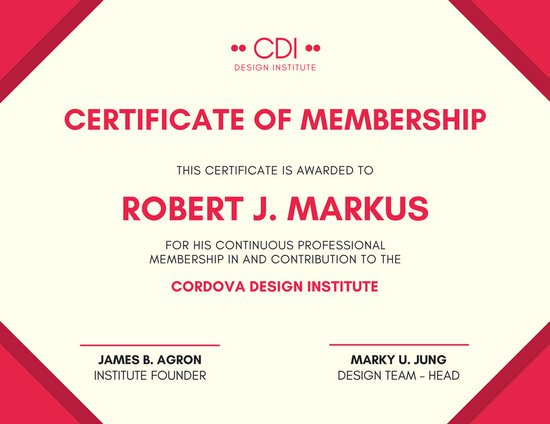 •• CDI ••
DESIGN INSTITUTE
CERTIFICATE OF MEMBERSHIP
THIS CERTIFICATE IS AWARDED TO
ROBERT J. MARKUS
FOR HIS CONTINUOUS PROFESSIONAL
MEMBERSHIP IN AND CONTRIBUTION TO THE
CORDOVA DESIGN INSTITUTE
JAMES B. AGRON
INSTITUTE FOUNDER
MARKY U. JUNG
DESIGN TEAM – HEAD